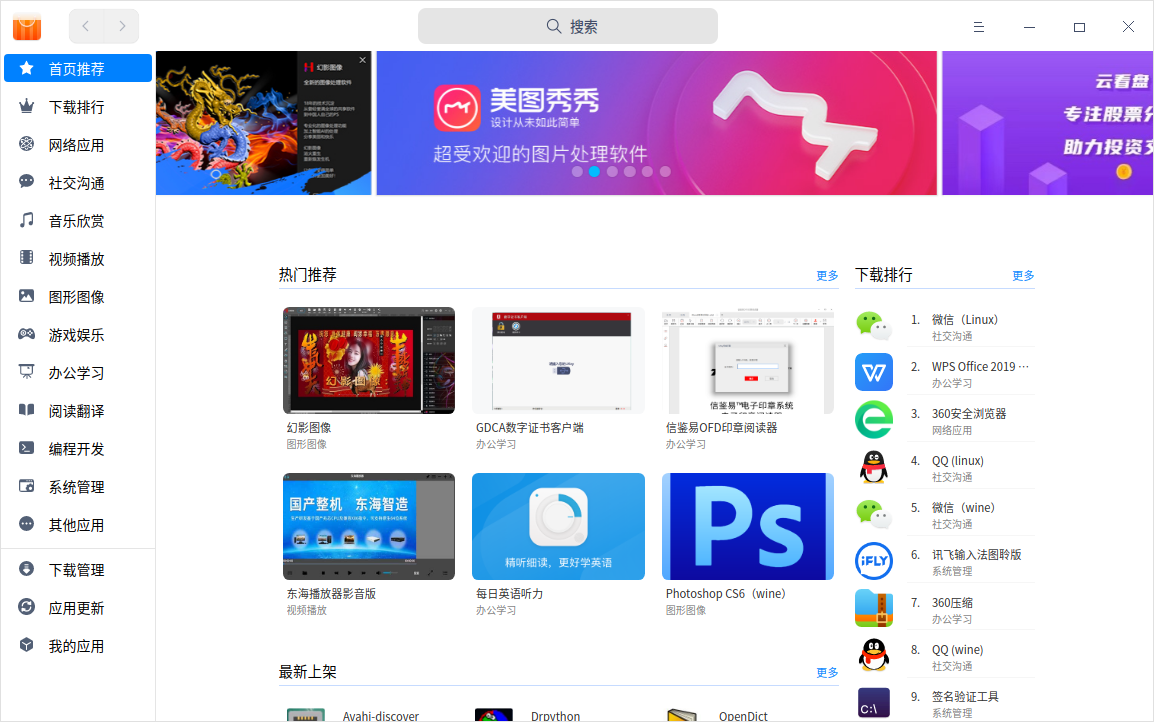 搜索
首页推荐
下载排行
网络应用
社交沟通
音乐欣赏
视频播放
图形图像
游戏娱乐
办公学习
阅读翻译
编程开发
系统管理
其他应用
下载管理
应用更新
我的应用
幻影图像
全新的图像处理软件
美图秀秀
设计从未如此简单
超受欢迎的图片处理软件
云看盘
专注股票分
助力投资交
热门推荐
更多
幻影图像
图形图像
GDCA数字证书客户端
办公学习
信鉴易™电子印章系统
信鉴易OFD印章阅读器
办公学习
国产整机 东海智造
东海播放器影音版
视频播放
精听细读，更好学英语
每日英语听力
办公学习
Ps
Photoshop CS6（wine）
图形图像
最新上架
更多
Avahi-discover
Drpython
OpenDict
下载排行
更多
1. 微信（Linux）
社交沟通
2. WPS Office 2019 ···
办公学习
3. 360安全浏览器
网络应用
4. QQ (linux)
社交沟通
5. 微信（wine）
社交沟通
iFLY
6. 讯飞输入法图聆版
系统管理
7. 360压缩
办公学习
8. QQ (wine)
社交沟通
C:\
9. 签名验证工具
系统管理